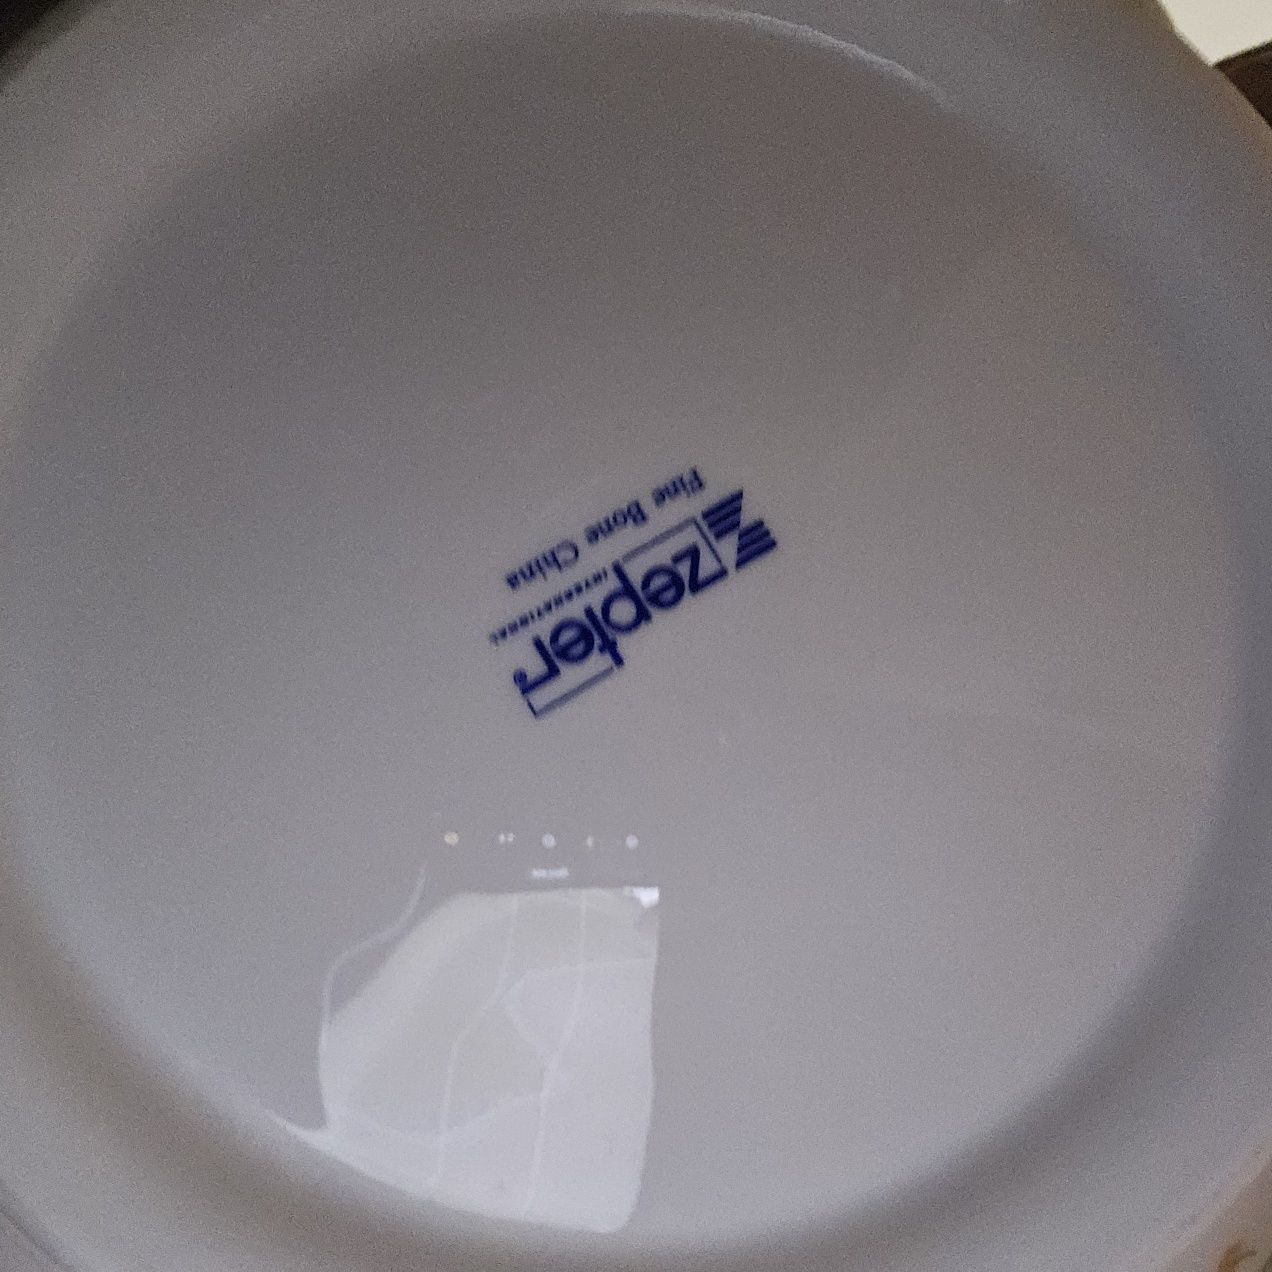 zepter®
INTERNATIONAL
Fine Bone China